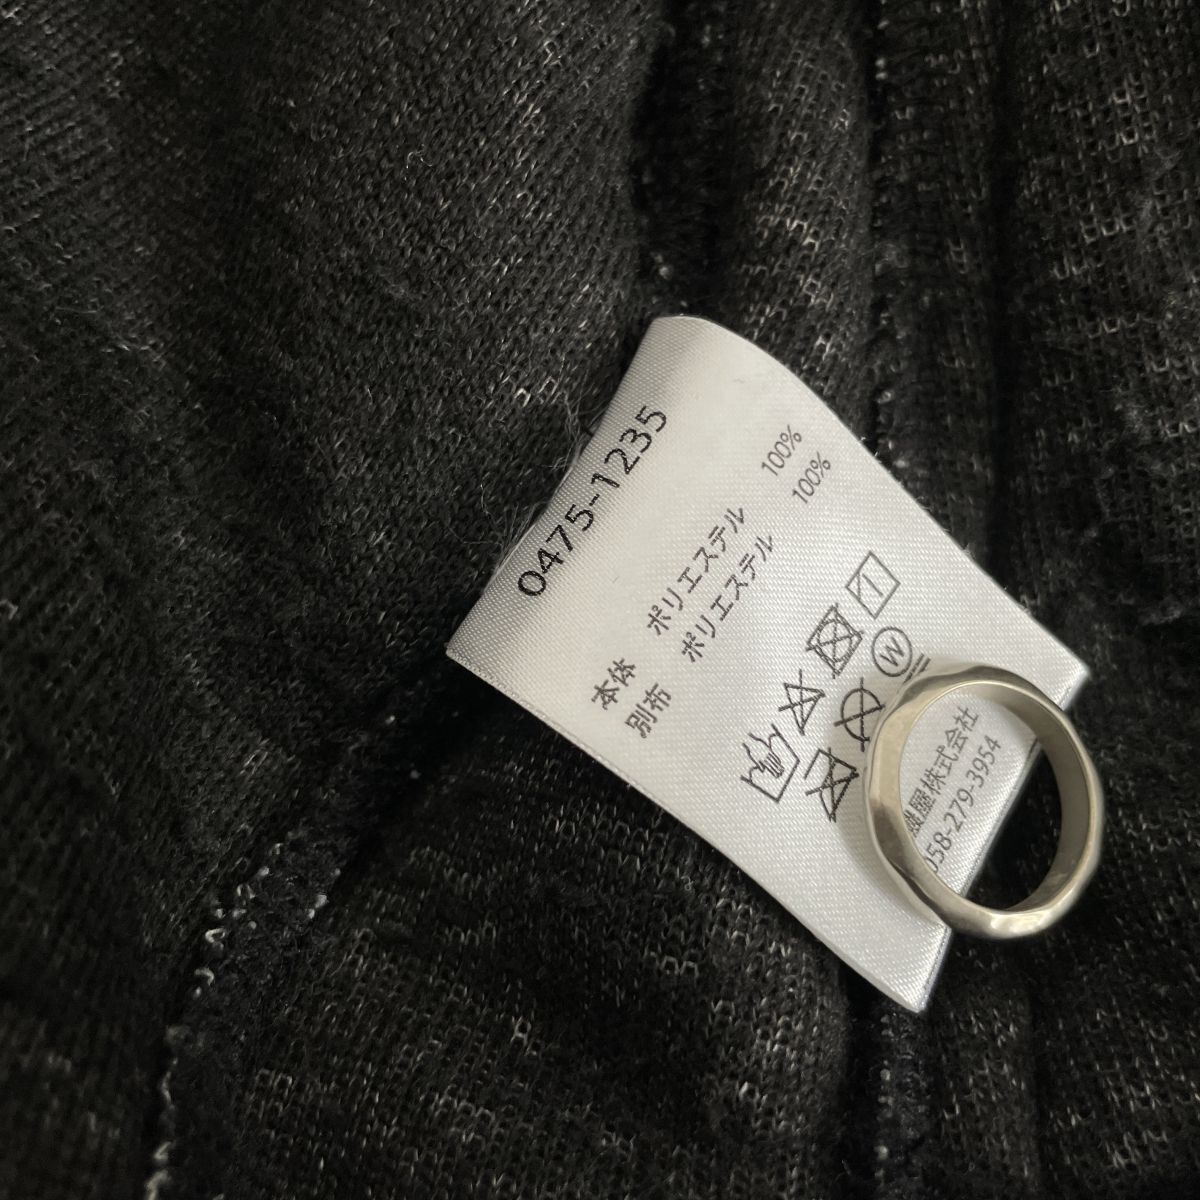 0475-1235
本体 ポリエステル 100%
別布 ポリエステル 100%
W
株式会社
058-279-3954